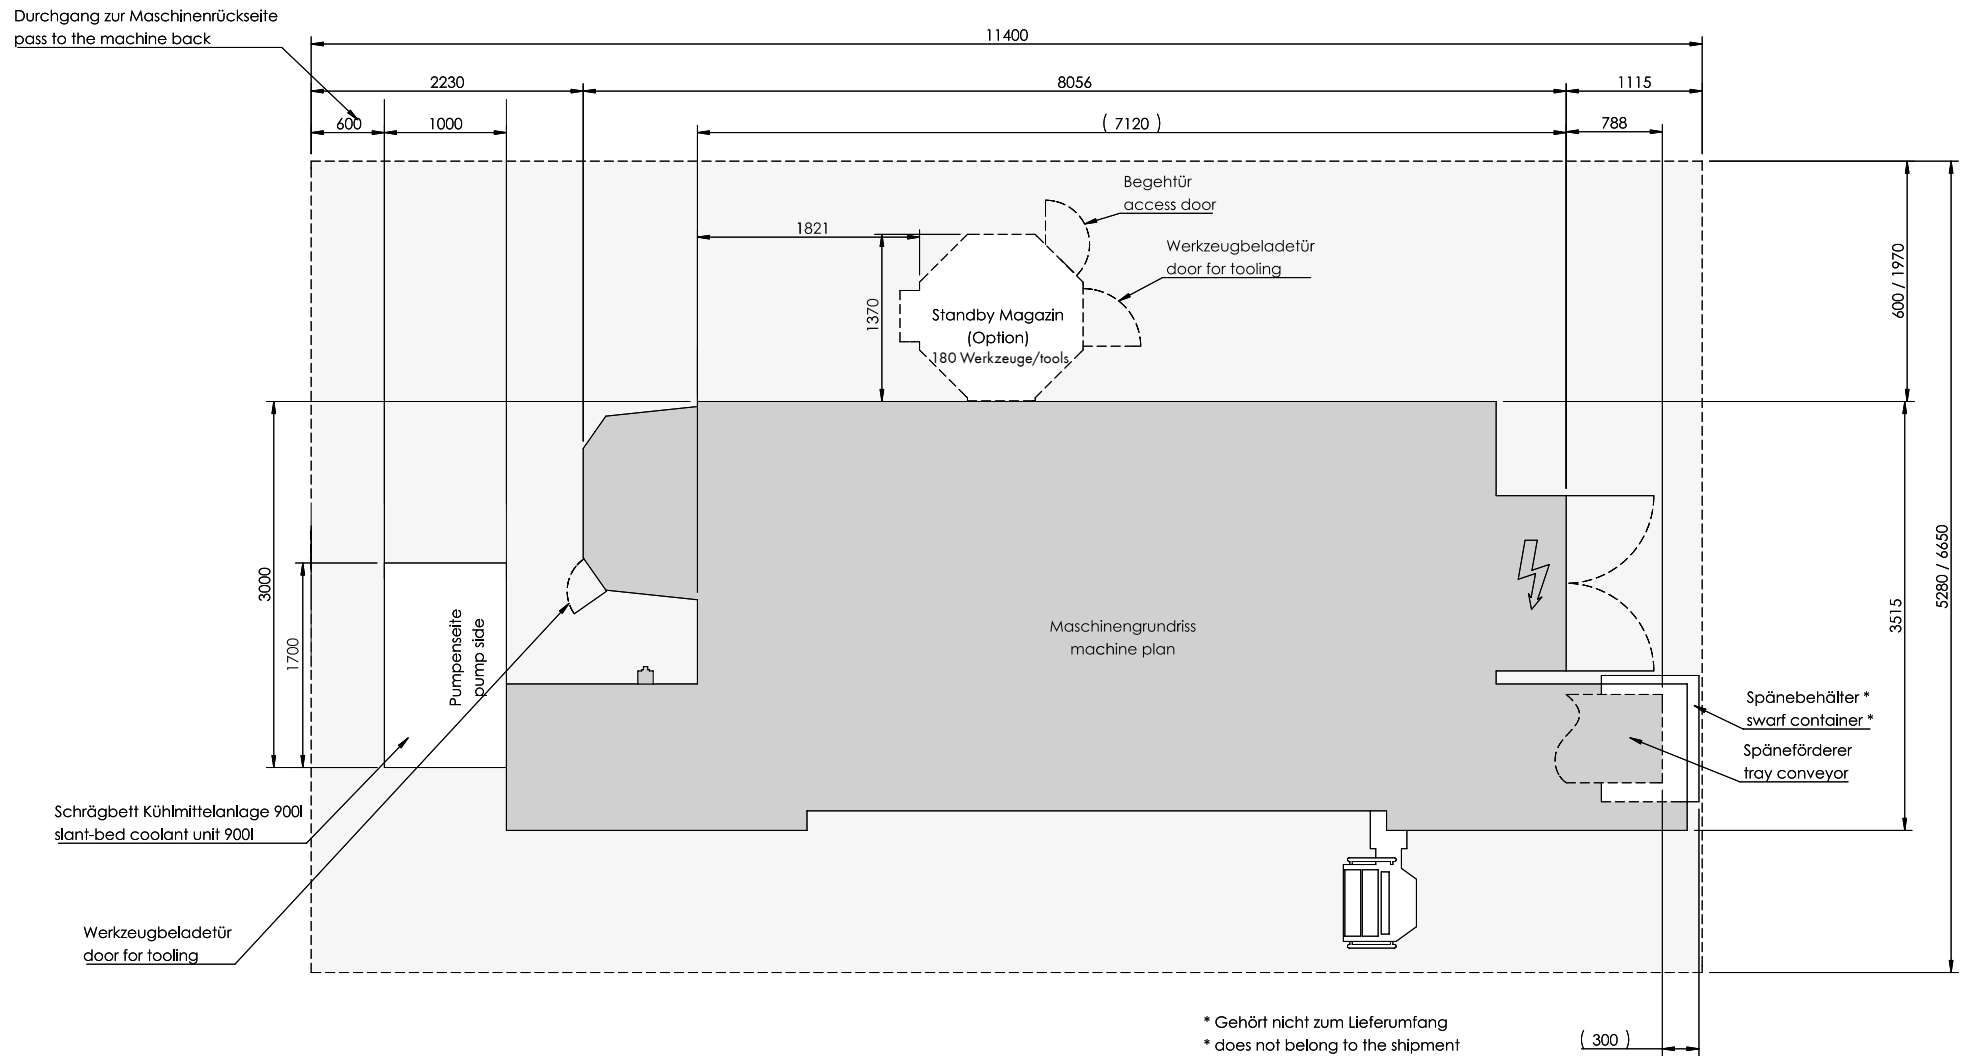 Durchgang zur Maschinenrückseite
pass to the machine back
11400
2230
8056
1115
600
1000
( 7120 )
788
Begehtür
access door
1821
Werkzeugbeladetür
door for tooling
600 / 1970
1370
Standby Magazin
(Option)
180 Werkzeuge/tools
5280 / 6650
3000
3515
1700
Pumpenseite
pump side
Maschinengrundriss
machine plan
Spänebehälter *
swarf container *
Späneförderer
tray conveyor
Schrägbett Kühlmittelanlage 900l
slant-bed coolant unit 900l
Werkzeugbeladetür
door for tooling
* Gehört nicht zum Lieferumfang
* does not belong to the shipment
( 300 )